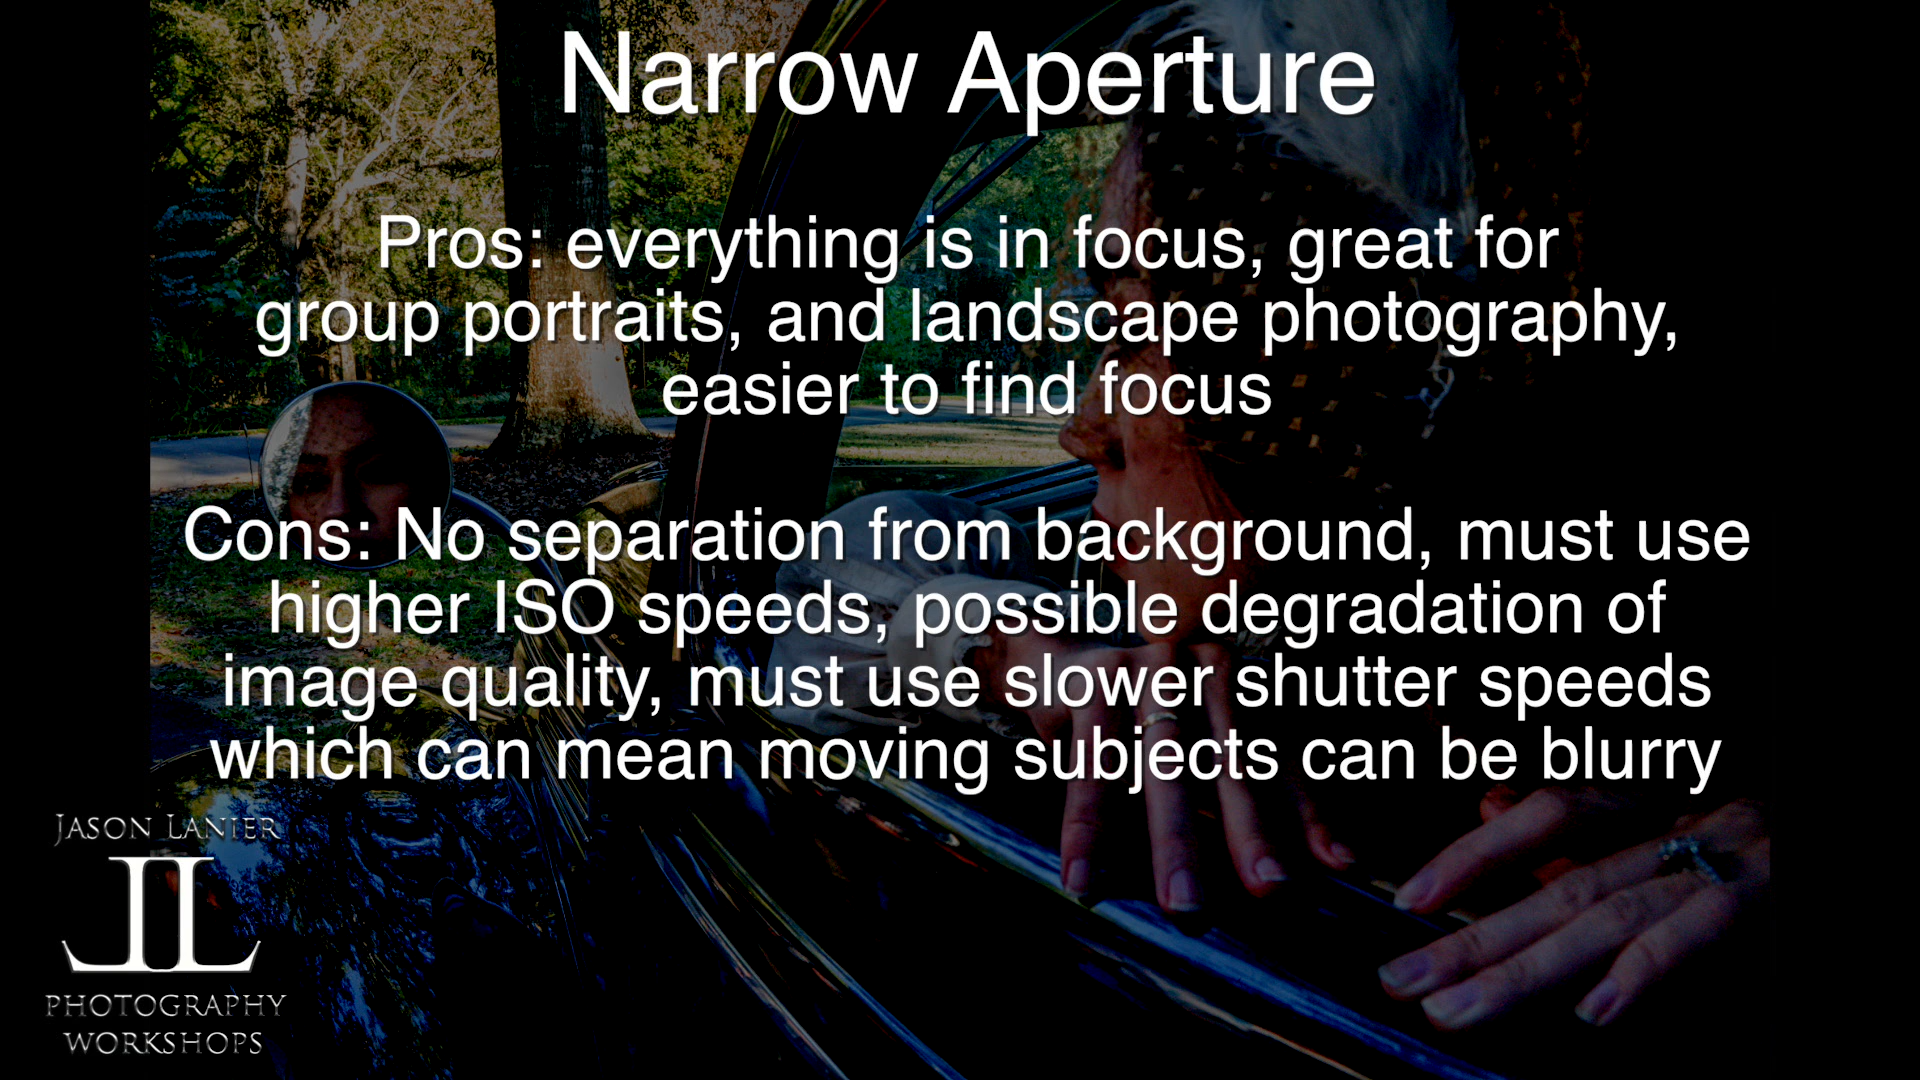 Narrow Aperture
Pros: everything is in focus, great for
group portraits, and landscape photography,
easier to find focus
Cons: No separation from background, must use
higher ISO speeds, possible degradation of
image quality, must use slower shutter speeds
which can mean moving subjects can be blurry
JASON LANIER
JL
PHOTOGRAPHY
WORKSHOPS